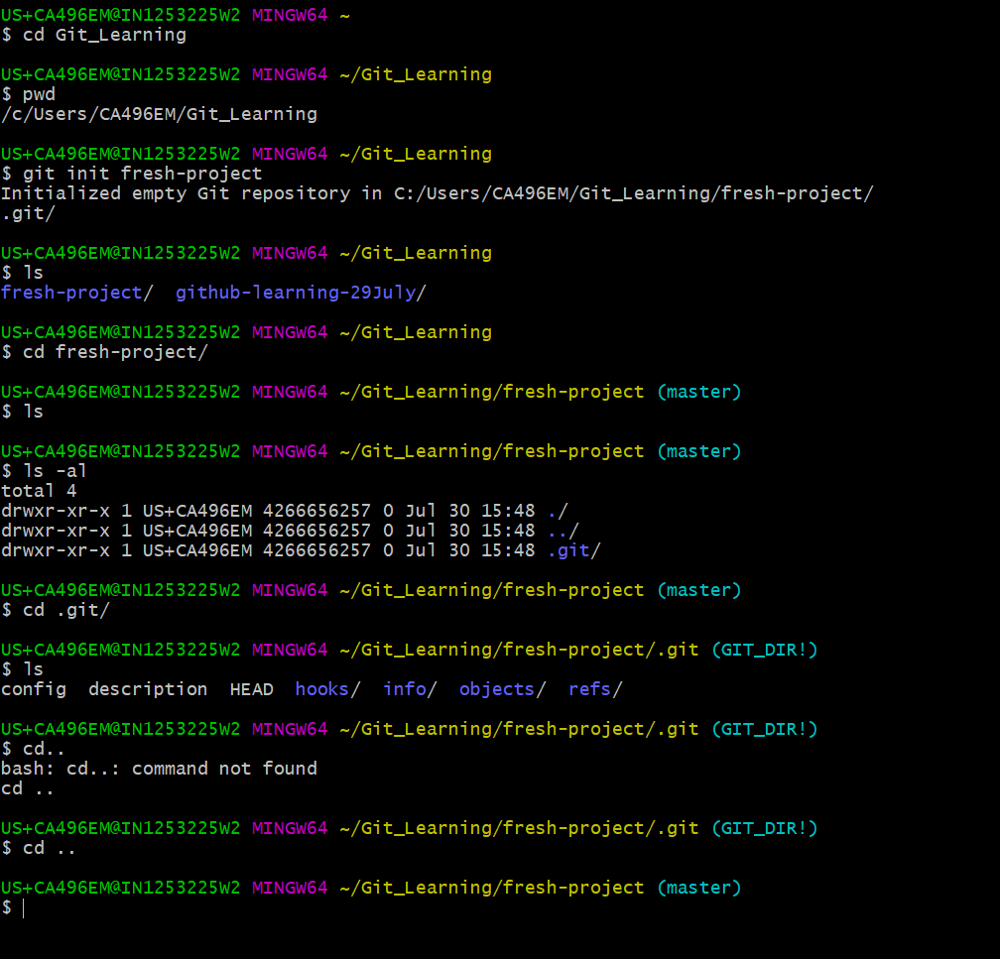 US+CA496EM@IN1253225W2 MINGW64 ~
$ cd Git_Learning
US+CA496EM@IN1253225W2 MINGW64 ~/Git_Learning
$ pwd
/c/Users/CA496EM/Git_Learning
US+CA496EM@IN1253225W2 MINGW64 ~/Git_Learning
$ git init fresh-project
Initialized empty Git repository in C:/Users/CA496EM/Git_Learning/fresh-project/
.git/
US+CA496EM@IN1253225W2 MINGW64 ~/Git_Learning
$ ls
fresh-project/  github-learning-29July/
US+CA496EM@IN1253225W2 MINGW64 ~/Git_Learning
$ cd fresh-project/
US+CA496EM@IN1253225W2 MINGW64 ~/Git_Learning/fresh-project (master)
$ ls
US+CA496EM@IN1253225W2 MINGW64 ~/Git_Learning/fresh-project (master)
$ ls -al
total 4
drwxr-xr-x 1 US+CA496EM 4266656257 0 Jul 30 15:48 ./
drwxr-xr-x 1 US+CA496EM 4266656257 0 Jul 30 15:48 ../
drwxr-xr-x 1 US+CA496EM 4266656257 0 Jul 30 15:48 .git/
US+CA496EM@IN1253225W2 MINGW64 ~/Git_Learning/fresh-project (master)
$ cd .git/
US+CA496EM@IN1253225W2 MINGW64 ~/Git_Learning/fresh-project/.git (GIT_DIR!)
$ ls
config  description  HEAD  hooks/  info/  objects/  refs/
US+CA496EM@IN1253225W2 MINGW64 ~/Git_Learning/fresh-project/.git (GIT_DIR!)
$ cd..
bash: cd..: command not found
cd ..
US+CA496EM@IN1253225W2 MINGW64 ~/Git_Learning/fresh-project/.git (GIT_DIR!)
$ cd ..
US+CA496EM@IN1253225W2 MINGW64 ~/Git_Learning/fresh-project (master)
$